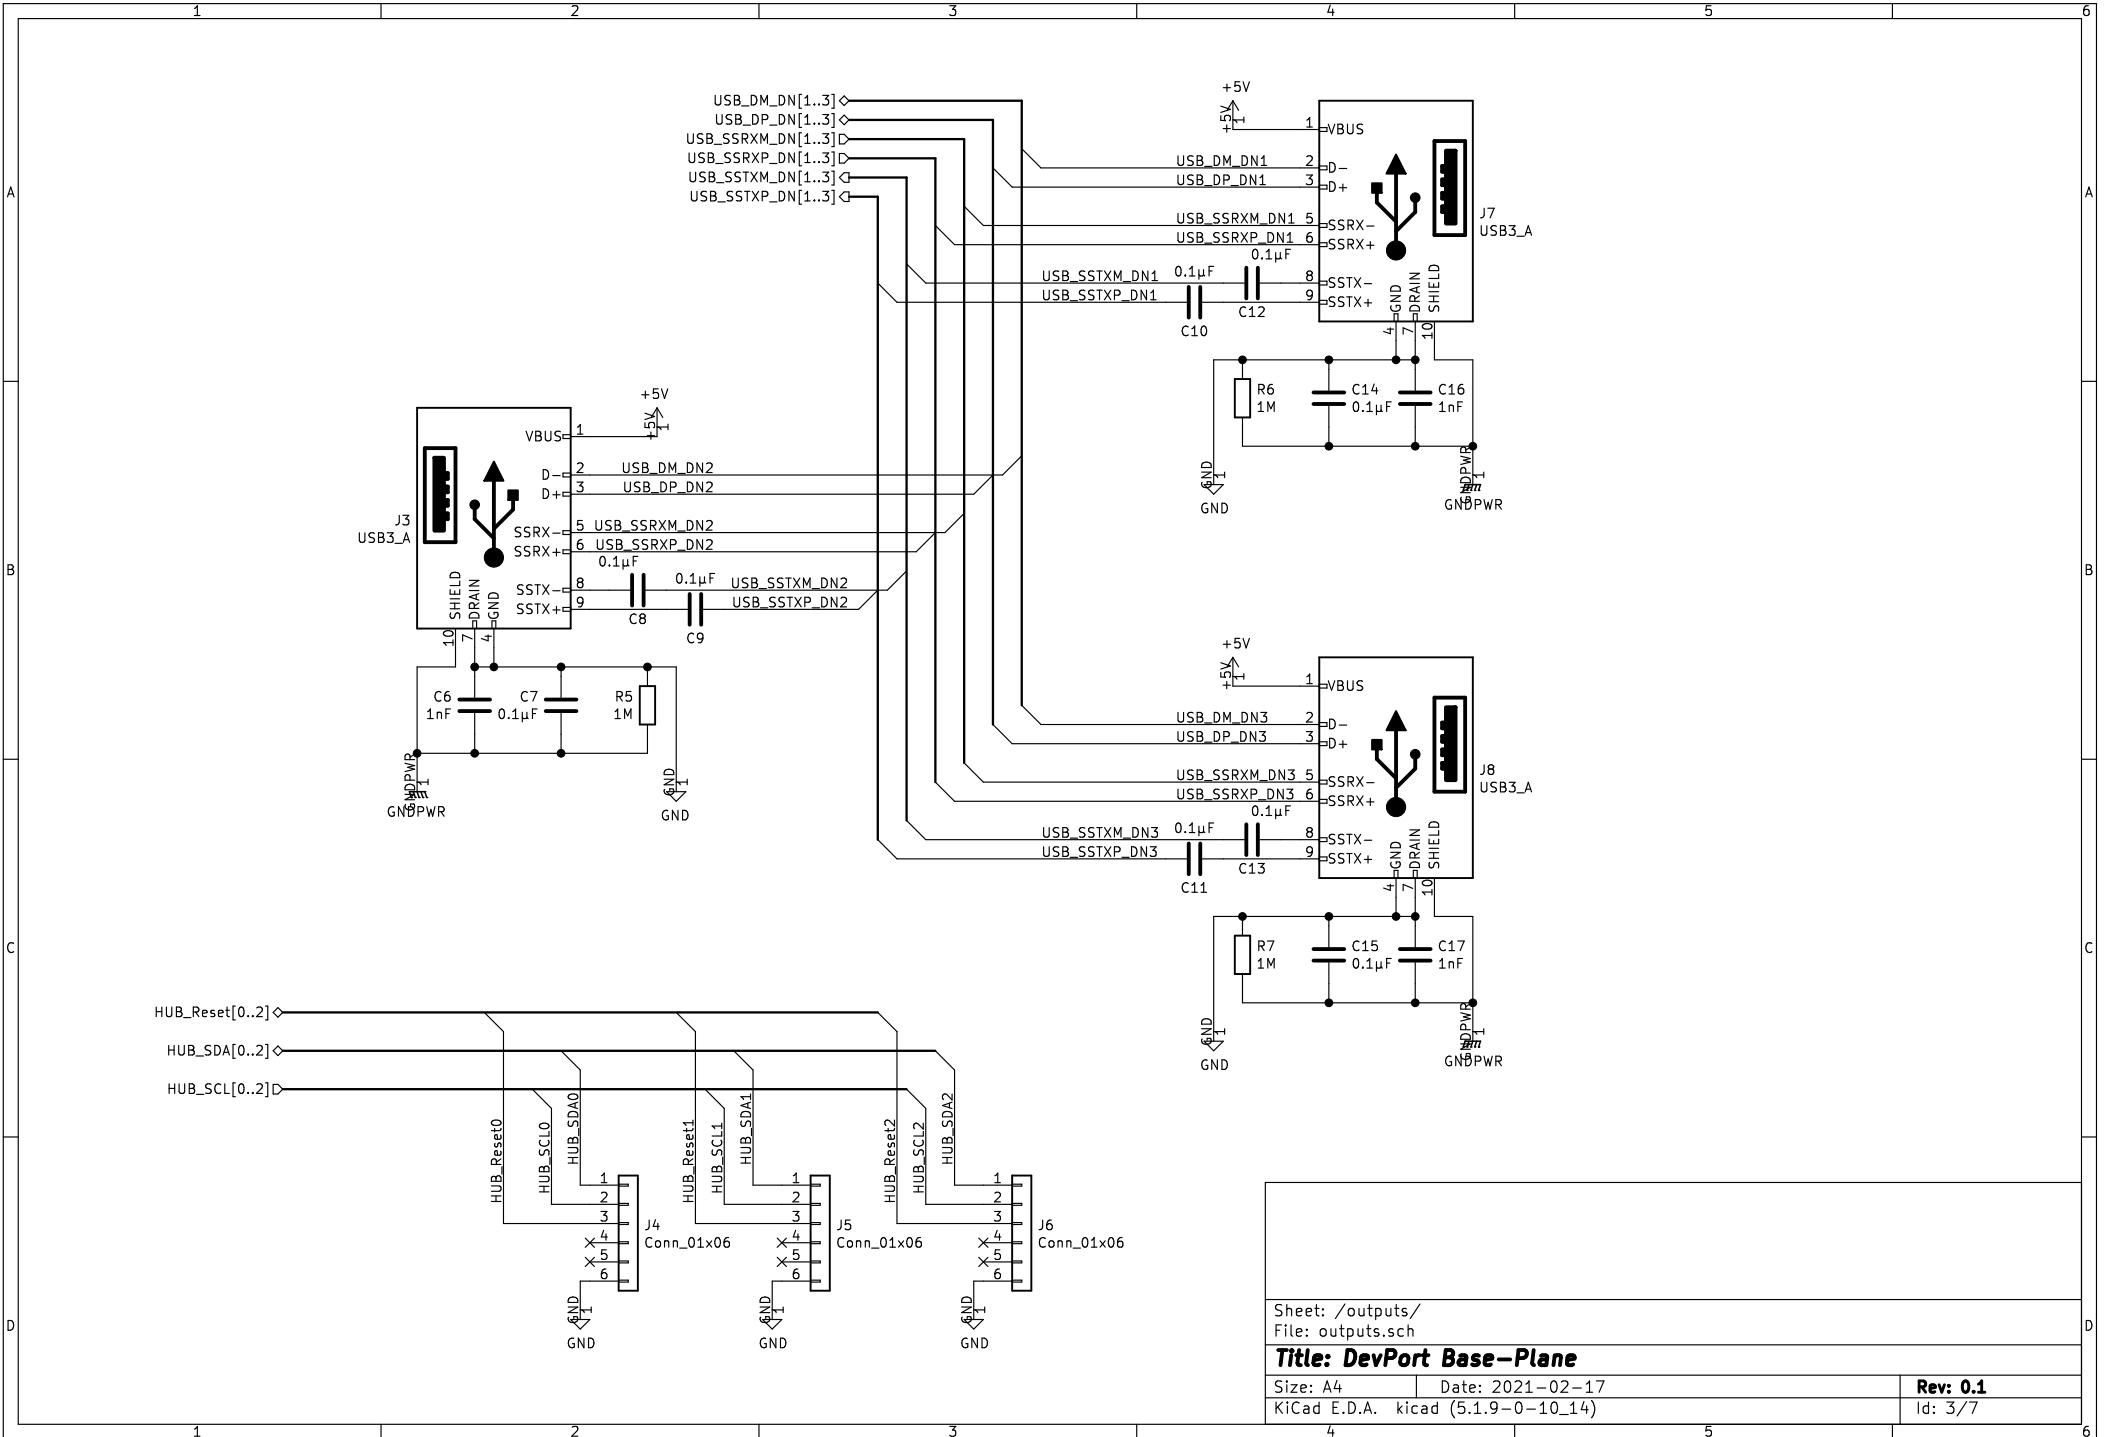 1 2 3 4 5 6
A
B
C
D
A
B
C
D
1 2 3 4 5 6
USB_DM_DN[1..3]
USB_DP_DN[1..3]
USB_SSRXM_DN[1..3]
USB_SSRXP_DN[1..3]
USB_SSTXM_DN[1..3]
USB_SSTXP_DN[1..3]
+5V
+5V
1
1 VBUS
USB_DM_DN1 2 D-
USB_DP_DN1 3 D+
USB_SSRXM_DN1 5 SSRX-
USB_SSRXP_DN1 6 SSRX+
0.1µF
USB_SSTXM_DN1 0.1µF 8 SSTX-
USB_SSTXP_DN1 9 SSTX+
C12
C10
GND
DRAIN
SHIELD
4
7
10
J7
USB3_A
R6
1M
C14
0.1µF
C16
1nF
GND
1
GND
GNDPWR
1
GNDPWR
+5V
+5V
1
VBUS 1
D- 2 USB_DM_DN2
D+ 3 USB_DP_DN2
SSRX- 5 USB_SSRXM_DN2
SSRX+ 6 USB_SSRXP_DN2
0.1µF
0.1µF
SSTX- 8 USB_SSTXM_DN2
SSTX+ 9 USB_SSTXP_DN2
C8
C9
SHIELD
DRAIN
GND
10
7
4
J3
USB3_A
C6
1nF
C7
0.1µF
R5
1M
GNDPWR
1
GNDPWR
GND
1
GND
+5V
+5V
1
1 VBUS
USB_DM_DN3 2 D-
USB_DP_DN3 3 D+
USB_SSRXM_DN3 5 SSRX-
USB_SSRXP_DN3 6 SSRX+
0.1µF
USB_SSTXM_DN3 0.1µF 8 SSTX-
USB_SSTXP_DN3 9 SSTX+
C13
C11
GND
DRAIN
SHIELD
4
7
10
J8
USB3_A
R7
1M
C15
0.1µF
C17
1nF
GND
1
GND
GNDPWR
1
GNDPWR
HUB_Reset[0..2]
HUB_SDA[0..2]
HUB_SCL[0..2]
HUB_Reset0
HUB_SCL0
HUB_SDA0
1
2
3
4
5
6
J4
Conn_01x06
GND
1
GND
HUB_Reset1
HUB_SCL1
HUB_SDA1
1
2
3
4
5
6
J5
Conn_01x06
GND
1
GND
HUB_Reset2
HUB_SCL2
HUB_SDA2
1
2
3
4
5
6
J6
Conn_01x06
GND
1
GND
Sheet: /outputs/
File: outputs.sch
Title: DevPort Base-Plane
Size: A4 Date: 2021-02-17 Rev: 0.1
KiCad E.D.A. kicad (5.1.9-0-10_14) Id: 3/7